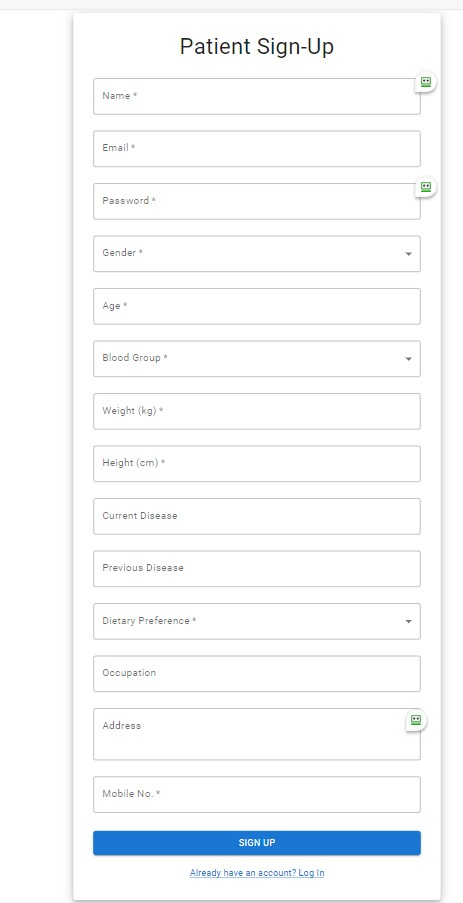 Patient Sign-Up
Name *
Email *
Password *
Gender *
Age *
Blood Group *
Weight (kg) *
Height (cm) *
Current Disease
Previous Disease
Dietary Preference *
Occupation
Address
Mobile No. *
SIGN UP
Already have an account? Log In